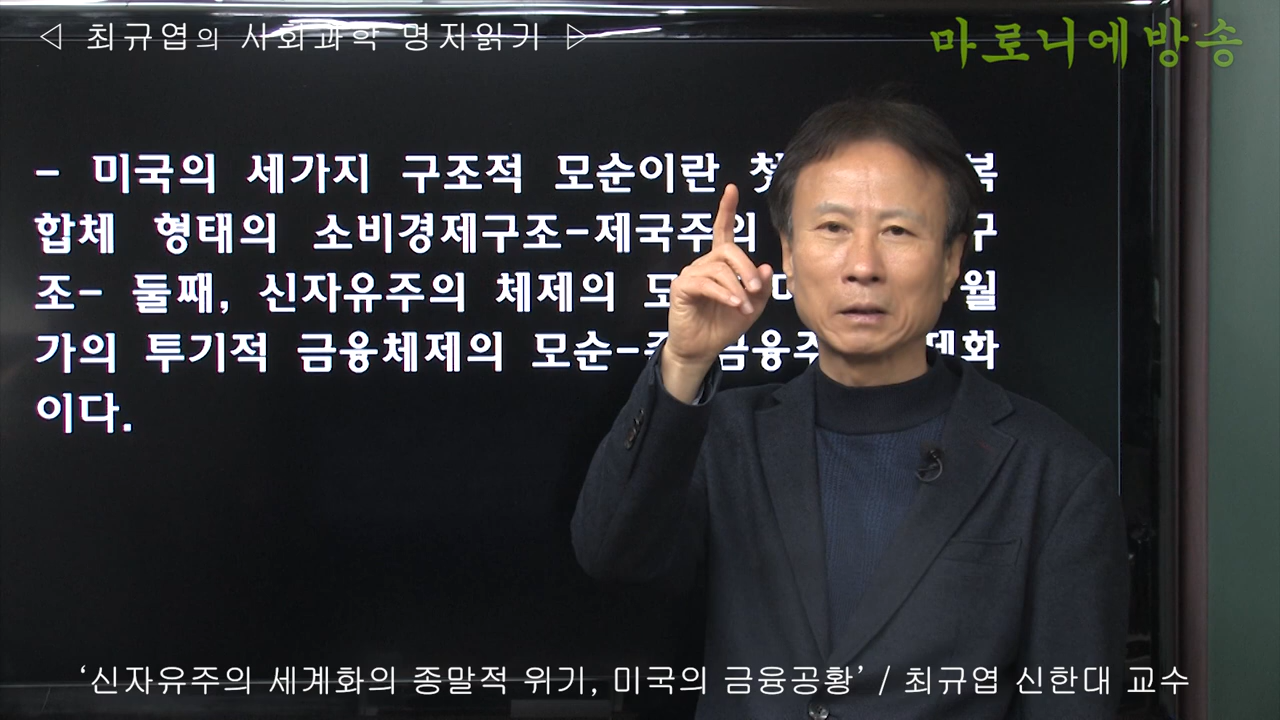 ◁ 최규엽의 사회과학 명저읽기 ▷
마로니에방송
- 미국의 세가지 구조적 모순이란
합체 형태의 소비경제구조-제국주의
조- 둘째, 신자유주의 체제의 월
가의 투기적 금융체제의 모순-
이다.
‘신자유주의 세계화의 종말적 위기, 미국의 금융공황’ / 최규엽 신한대 교수